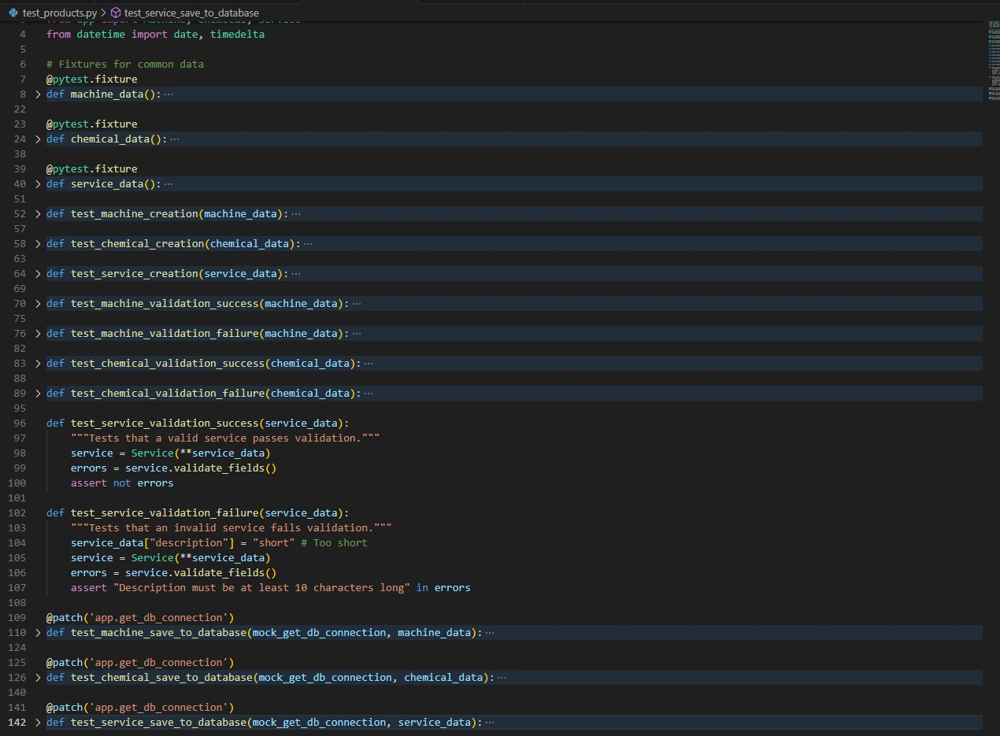 test_products.py > test_service_save_to_database
3 from app import Machine, Chemical, Service
4 from datetime import date, timedelta
5
6 # Fixtures for common data
7 @pytest.fixture
8 > def machine_data(): ···
22
23 @pytest.fixture
24 > def chemical_data(): ···
38
39 @pytest.fixture
40 > def service_data(): ···
51
52 > def test_machine_creation(machine_data): ···
57
58 > def test_chemical_creation(chemical_data): ···
63
64 > def test_service_creation(service_data): ···
69
70 > def test_machine_validation_success(machine_data): ···
75
76 > def test_machine_validation_failure(machine_data): ···
82
83 > def test_chemical_validation_success(chemical_data): ···
88
89 > def test_chemical_validation_failure(chemical_data): ···
95
96 def test_service_validation_success(service_data):
97 """Tests that a valid service passes validation."""
98 service = Service(**service_data)
99 errors = service.validate_fields()
100 assert not errors
101
102 def test_service_validation_failure(service_data):
103 """Tests that an invalid service fails validation."""
104 service_data["description"] = "short" # Too short
105 service = Service(**service_data)
106 errors = service.validate_fields()
107 assert "Description must be at least 10 characters long" in errors
108
109 @patch('app.get_db_connection')
110 > def test_machine_save_to_database(mock_get_db_connection, machine_data): ···
124
125 @patch('app.get_db_connection')
126 > def test_chemical_save_to_database(mock_get_db_connection, chemical_data): ···
140
141 @patch('app.get_db_connection')
142 > def test_service_save_to_database(mock_get_db_connection, service_data): ···